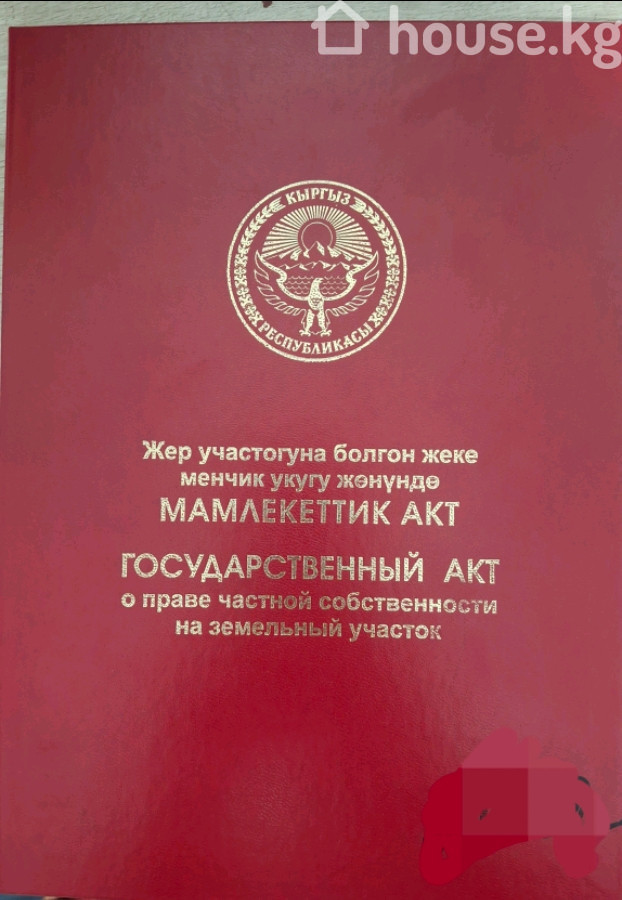 house.kg
КЫРГЫЗ
РЕСПУБЛИКАСЫ
Жер участогуна болгон жеке
менчик укугу жөнүндө
МАМЛЕКЕТТИК АКТ
ГОСУДАРСТВЕННЫЙ АКТ
о праве частной собственности
на земельный участок